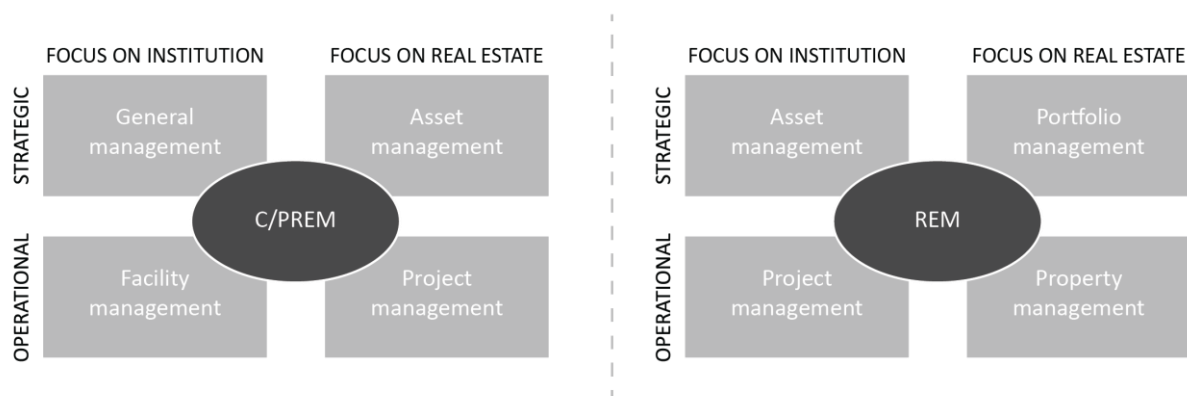 FOCUS ON INSTITUTION
FOCUS ON REAL ESTATE
STRATEGIC
General
management
Asset
management
C/PREM
OPERATIONAL
Facility
management
Project
management
FOCUS ON INSTITUTION
FOCUS ON REAL ESTATE
STRATEGIC
Asset
management
Portfolio
management
REM
OPERATIONAL
Project
management
Property
management